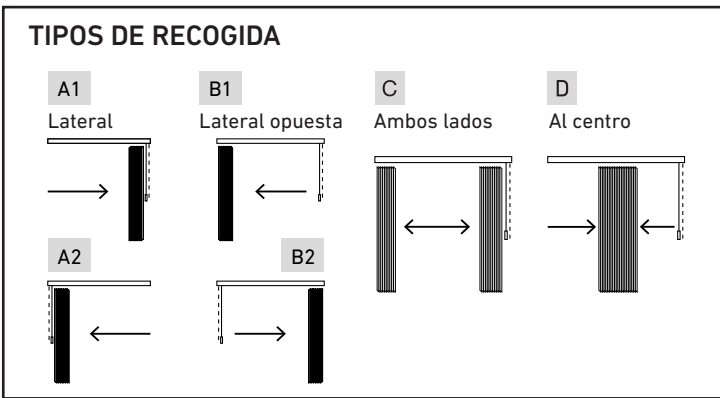 TIPOS DE RECOGIDA
A1
Lateral
B1
Lateral opuesta
C
Ambos lados
D
Al centro
A2
B2